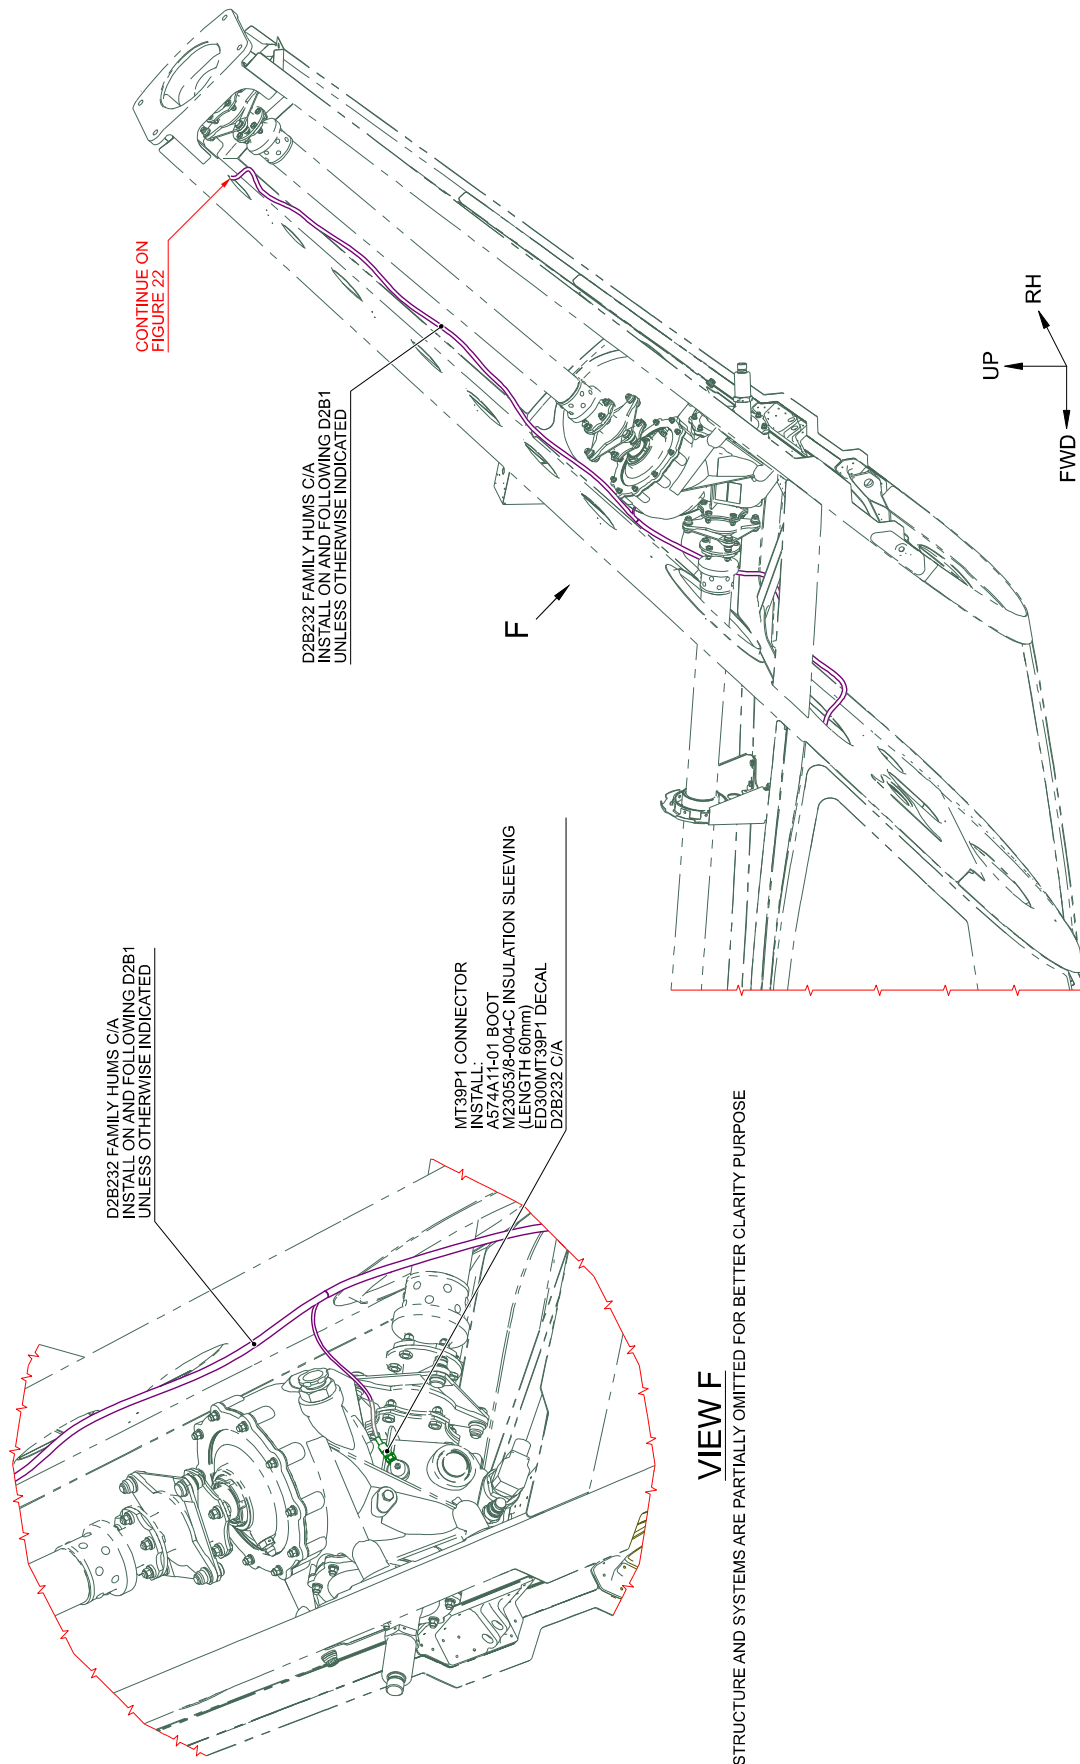 CONTINUE ON
FIGURE 22
D2B232 FAMILY HUMS C/A
INSTALL ON AND FOLLOWING D2B1
UNLESS OTHERWISE INDICATED
F
UP
RH
FWD
D2B232 FAMILY HUMS C/A
INSTALL ON AND FOLLOWING D2B1
UNLESS OTHERWISE INDICATED
MT39P1 CONNECTOR
INSTALL:
A574A11-01 BOOT
M23053/8-004-C INSULATION SLEEVING
(LENGTH 60mm)
ED300MT39P1 DECAL
D2B232 C/A
VIEW F
STRUCTURE AND SYSTEMS ARE PARTIALLY OMITTED FOR BETTER CLARITY PURPOSE